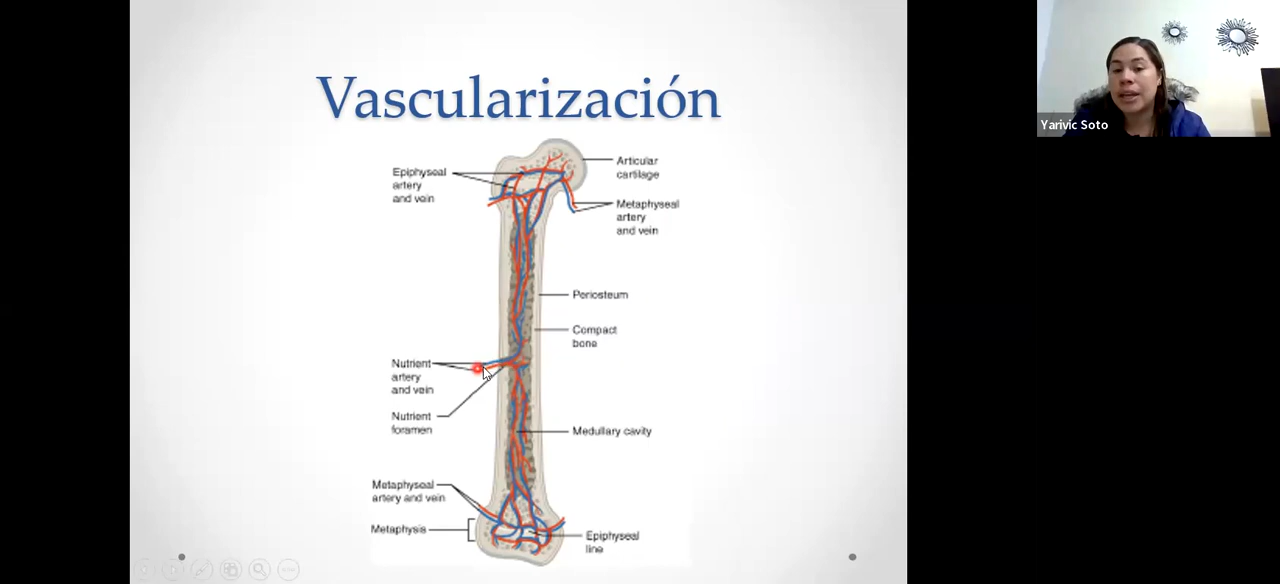 Vascularización
Epiphyseal
artery
and vein
Articular
cartilage
Metaphyseal
artery
and vein
Periosteum
Compact
bone
Nutrient
artery
and vein
Nutrient
foramen
Medullary cavity
Metaphyseal
artery and vein
Metaphysis
Epiphyseal
line
Yarivic Soto